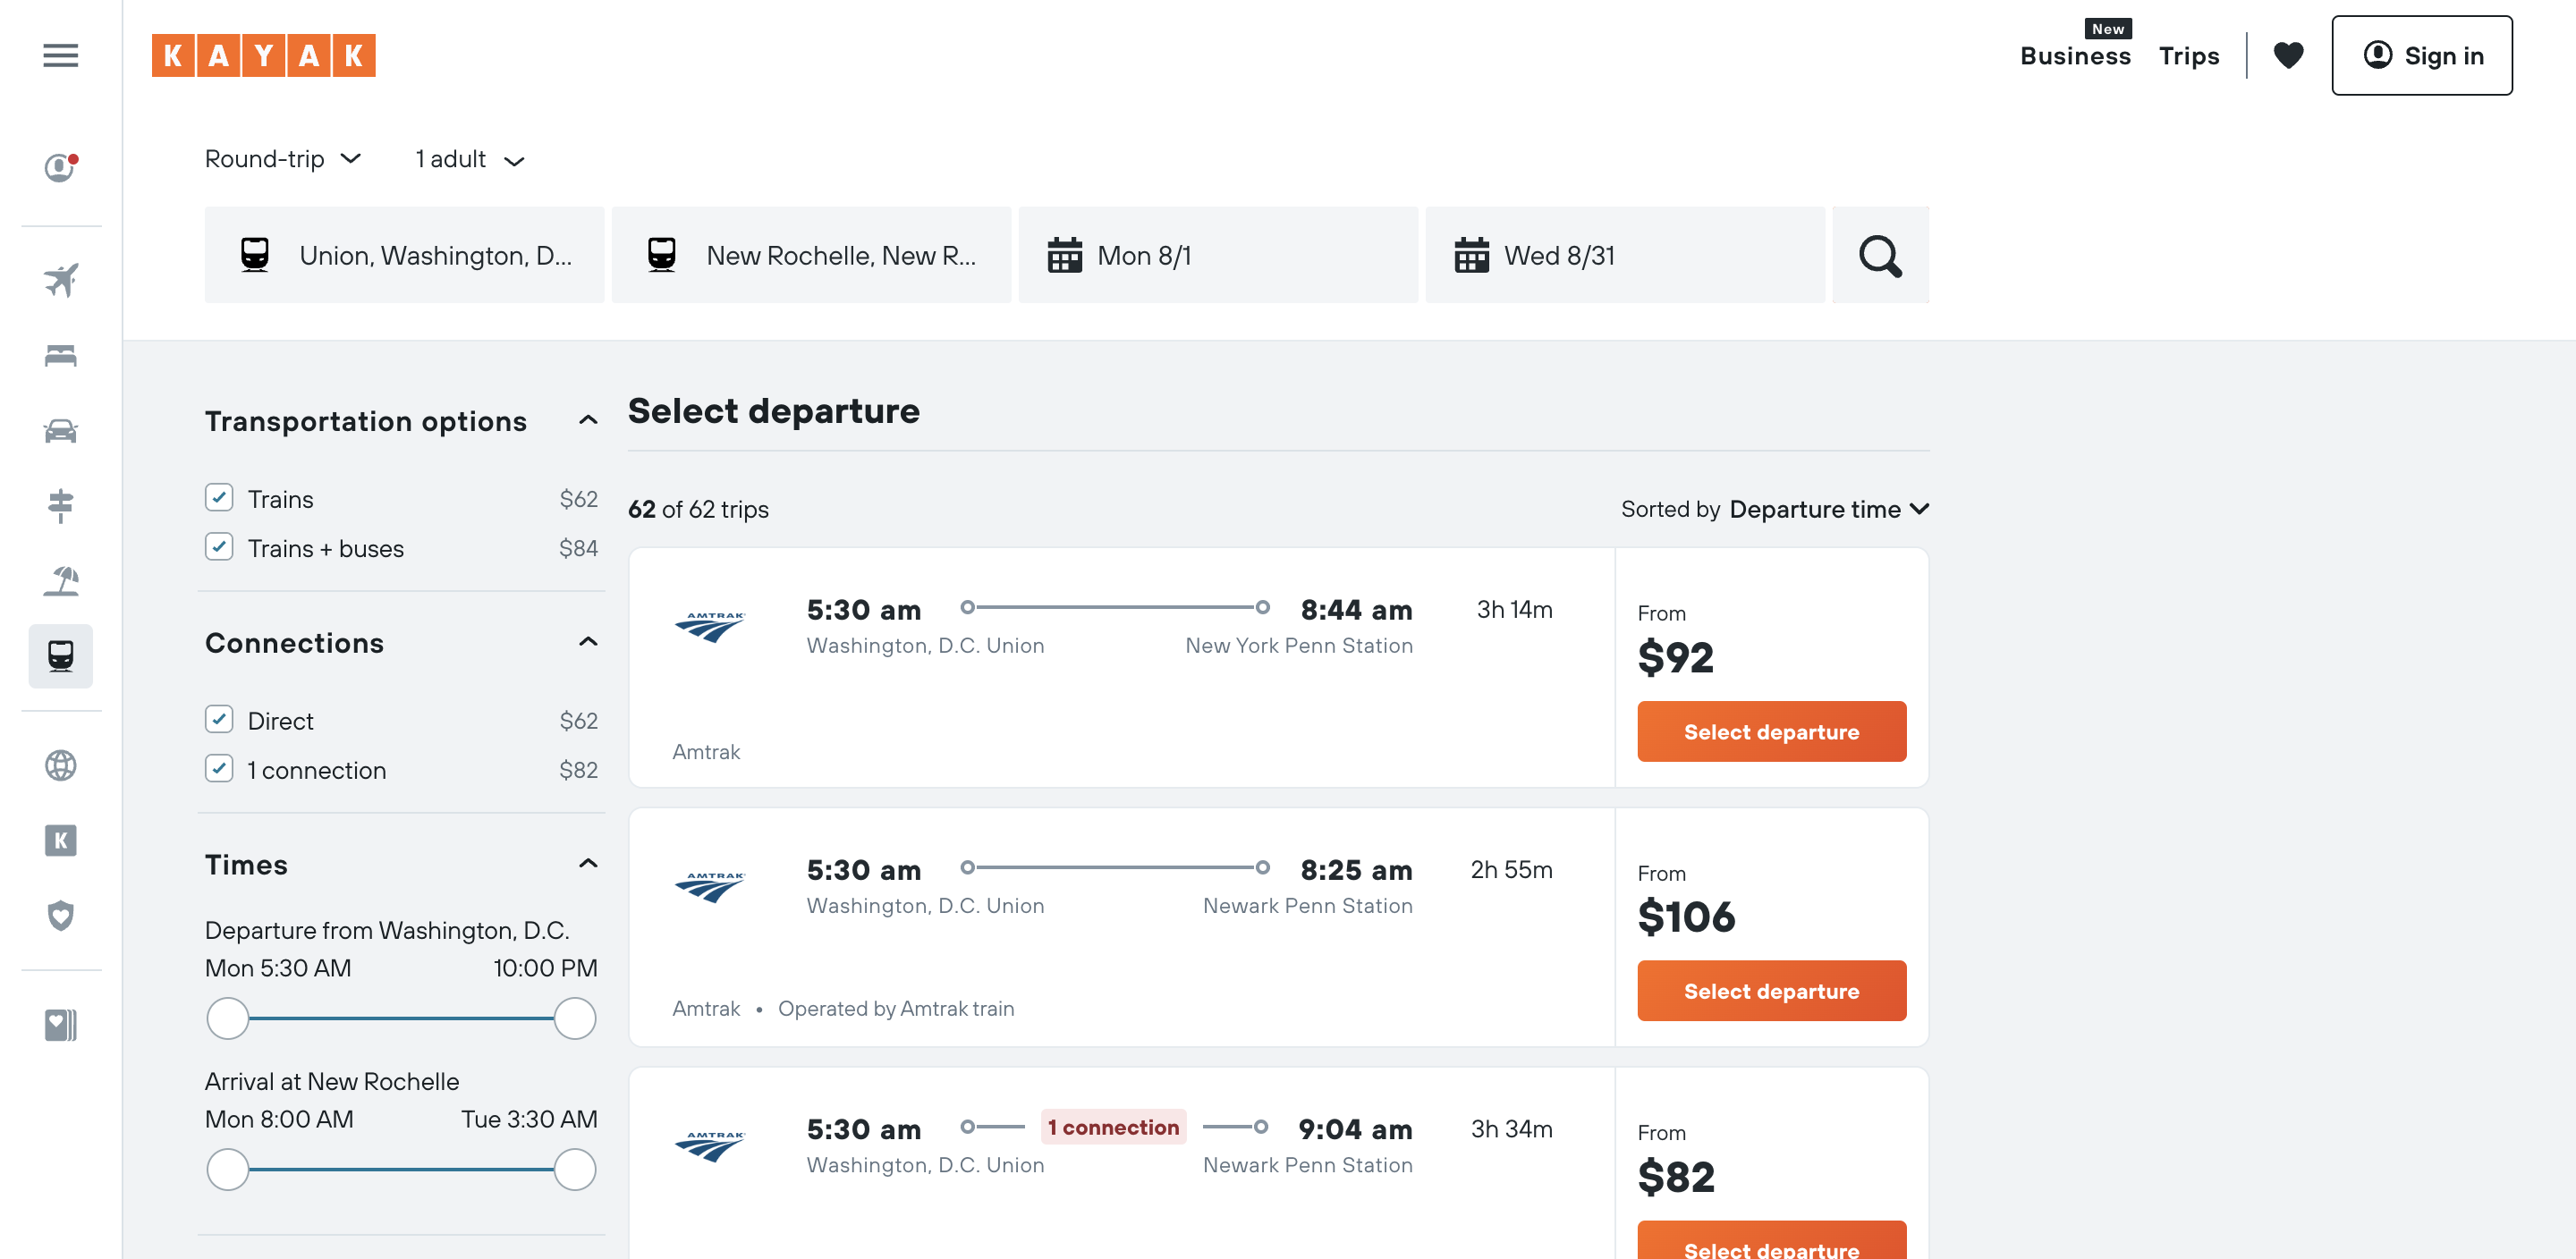 KAYAK
New
Business Trips Sign in
Round-trip 1 adult
Union, Washington, D... New Rochelle, New R... Mon 8/1 Wed 8/31
Transportation options
Trains $62
Trains + buses $84
Connections
Direct $62
1 connection $82
Times
Departure from Washington, D.C.
Mon 5:30 AM 10:00 PM
Arrival at New Rochelle
Mon 8:00 AM Tue 3:30 AM
K
Select departure
62 of 62 trips Sorted by Departure time
AMTRAK 5:30 am 8:44 am 3h 14m
Washington, D.C. Union New York Penn Station
Amtrak
From
$92
Select departure
AMTRAK 5:30 am 8:25 am 2h 55m
Washington, D.C. Union Newark Penn Station
Amtrak • Operated by Amtrak train
From
$106
Select departure
AMTRAK 5:30 am 1 connection 9:04 am 3h 34m
Washington, D.C. Union Newark Penn Station
From
$82
Select departure